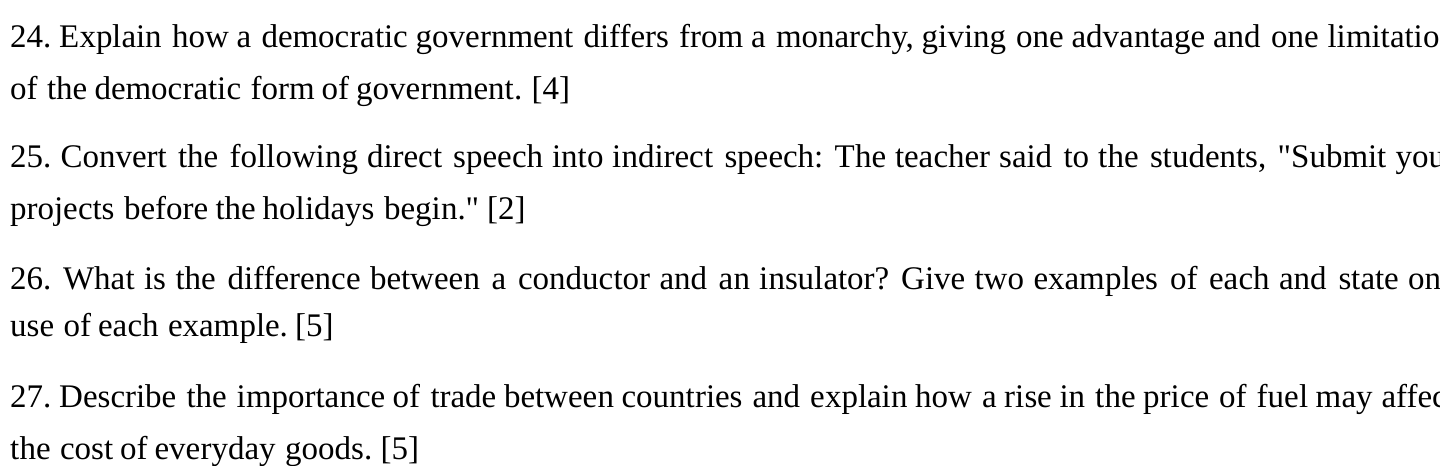 24. Explain how a democratic government differs from a monarchy, giving one advantage and one limitatio
of the democratic form of government. [4]
25. Convert the following direct speech into indirect speech: The teacher said to the students, "Submit you
projects before the holidays begin." [2]
26. What is the difference between a conductor and an insulator? Give two examples of each and state on
use of each example. [5]
27. Describe the importance of trade between countries and explain how a rise in the price of fuel may affec
the cost of everyday goods. [5]